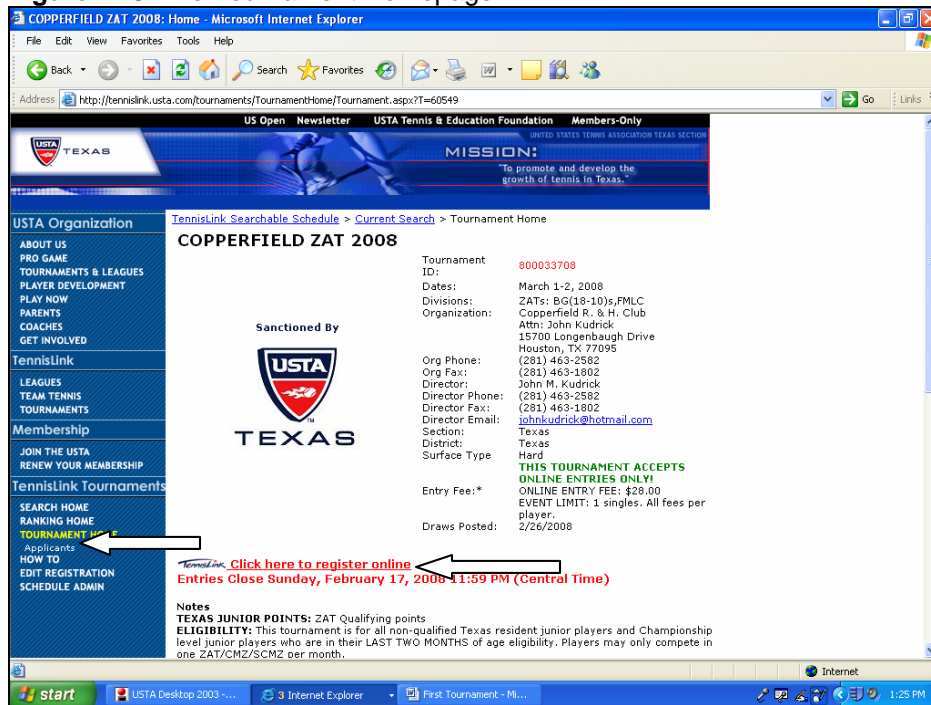 COPPERFIELD ZAT 2008: Home - Microsoft Internet Explorer
File Edit View Favorites Tools Help
Back Search Favorites
Address http://tennislink.usta.com/tournaments/TournamentHome/Tournament.aspx?T=60549 Go Links
US Open Newsletter USTA Tennis & Education Foundation Members-Only
UNITED STATES TENNIS ASSOCIATION TEXAS SECTION
USTA TEXAS
MISSION:
"To promote and develop the
growth of tennis in Texas."
USTA Organization
ABOUT US
PRO GAME
TOURNAMENTS & LEAGUES
PLAYER DEVELOPMENT
PLAY NOW
PARENTS
COACHES
GET INVOLVED
TennisLink
LEAGUES
TEAM TENNIS
TOURNAMENTS
Membership
JOIN THE USTA
RENEW YOUR MEMBERSHIP
TennisLink Tournaments
SEARCH HOME
RANKING HOME
TOURNAMENT HOME
Applicants
HOW TO
EDIT REGISTRATION
SCHEDULE ADMIN
TennisLink Searchable Schedule > Current Search > Tournament Home
COPPERFIELD ZAT 2008
Sanctioned By
USTA
TM
TEXAS
Tournament
ID: 800033708
Dates: March 1-2, 2008
Divisions: ZATs: BG(18-10)s,FMLC
Organization: Copperfield R. & H. Club
Attn: John Kudrick
15700 Longenbaugh Drive
Houston, TX 77095
Org Phone: (281) 463-2582
Org Fax: (281) 463-1802
Director: John M. Kudrick
Director Phone: (281) 463-2582
Director Fax: (281) 463-1802
Director Email: johnkudrick@hotmail.com
Section: Texas
District: Texas
Surface Type Hard
THIS TOURNAMENT ACCEPTS
ONLINE ENTRIES ONLY!
Entry Fee:* ONLINE ENTRY FEE: $28.00
EVENT LIMIT: 1 singles. All fees per
player.
Draws Posted: 2/26/2008
TennisLink Click here to register online
Entries Close Sunday, February 17, 2008 11:59 PM (Central Time)
Notes
TEXAS JUNIOR POINTS: ZAT Qualifying points
ELIGIBILITY: This tournament is for all non-qualified Texas resident junior players and Championship
level junior players who are in their LAST TWO MONTHS of age eligibility. Players may only compete in
one ZAT/CMZ/SCMZ per month.
Internet
start USTA Desktop 2003 -... 3 Internet Explorer First Tournament - Mi... 1:25 PM